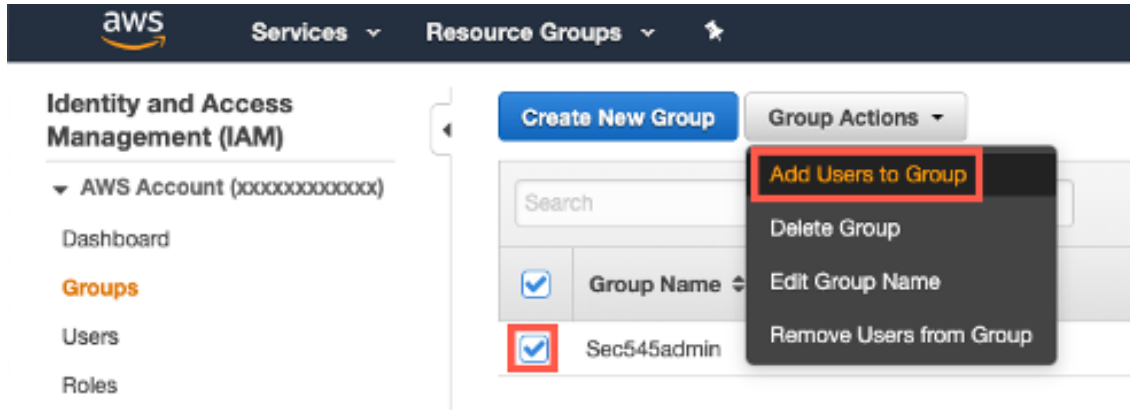 aws
Services
Resource Groups
Identity and Access
Management (IAM)
AWS Account (xxxxxxxxxxxx)
Dashboard
Groups
Users
Roles
Create New Group
Group Actions
Add Users to Group
Delete Group
Edit Group Name
Remove Users from Group
Search
Group Name
Sec545admin